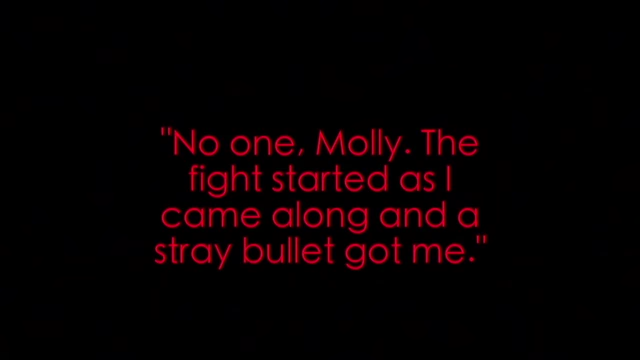 "No one, Molly. The
fight started as I
came along and a
stray bullet got me."